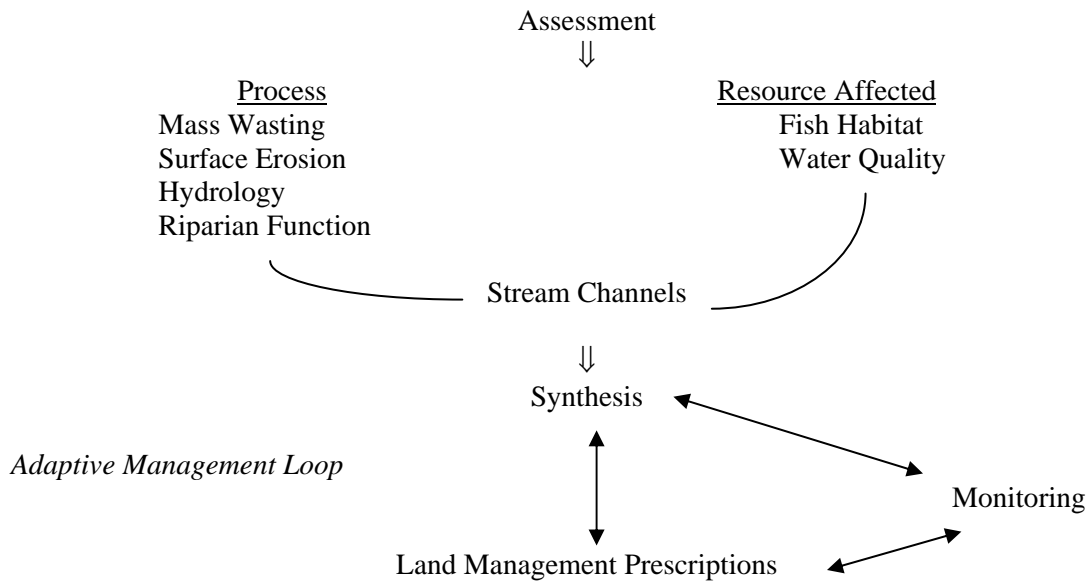 Assessment
⇓
Process
Resource Affected
Mass Wasting
Fish Habitat
Surface Erosion
Water Quality
Hydrology
Riparian Function
Stream Channels
⇓
Synthesis
Adaptive Management Loop
Monitoring
Land Management Prescriptions